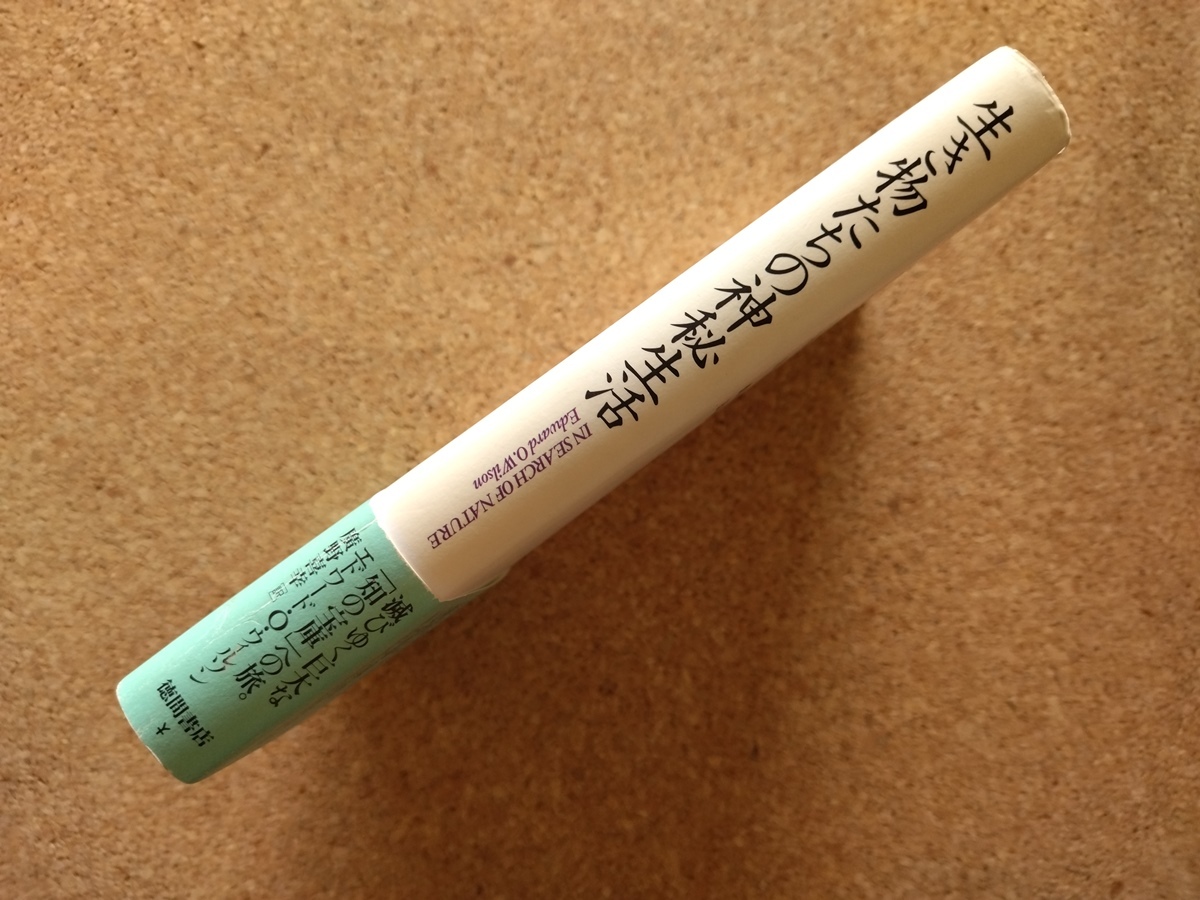 生き物たちの神秘生活
IN SEARCH OF NATURE
Edward O.Wilson
滅びゆく、巨大な
「知の宝庫」への旅。
エドワード・O・ウィルソン
廣野喜幸[訳]
徳間書店